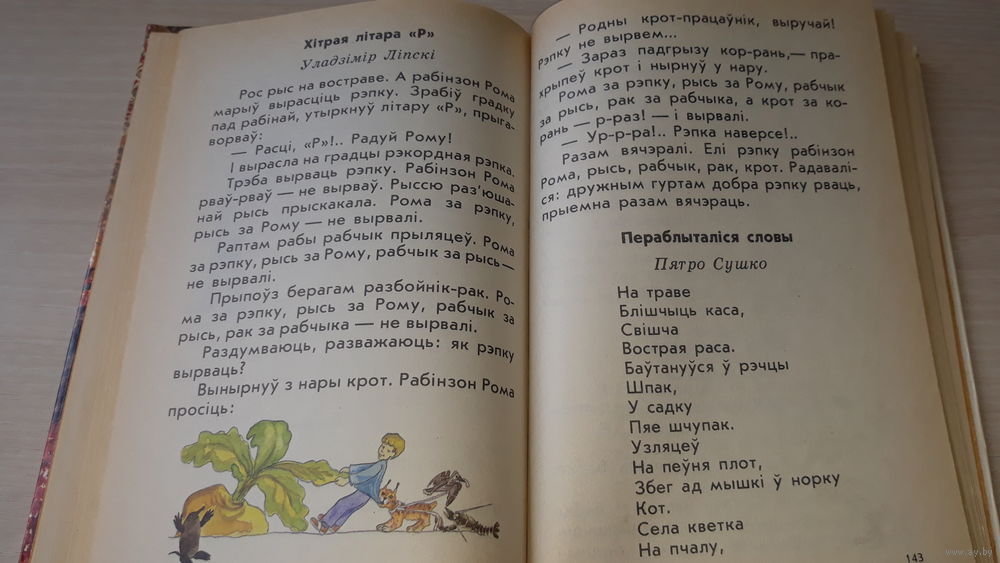 Хітрая літара «Р»
Уладзімір Ліпскі
Рос рыс на востраве. А рабінзон Рома
марыў вырасціць рэпку. Зрабіў градку
пад рабінай, утыркнуў літару «Р», прыга-
ворваў:
— Расці, «Р»!.. Радуй Рому!
І вырасла на градцы рэкордная рэпка.
Трэба вырваць рэпку. Рабінзон Рома
рваў-рваў — не вырваў. Рыссю раз’юша-
най рысь прыскакала. Рома за рэпку,
рысь за Рому — не вырвалі.
Раптам рабы рабчык прыляцеў. Рома
за рэпку, рысь за Рому, рабчык за рысь —
не вырвалі.
Прыпоўз берагам разбойнік-рак. Ро-
ма за рэпку, рысь за Рому, рабчык за
рысь, рак за рабчыка — не вырвалі.
Раздумваюць, разважаюць: як рэпку
вырваць?
Вынырнуў з нары крот. Рабінзон Рома
просіць:
— Родны крот-працаўнік, выручай!
Рэпку не вырвем...
— Зараз падгрызу кор-рань,— пра-
хрыпеў крот і нырнуў у нару.
Рома за рэпку, рысь за Рому, рабчык
за рысь, рак за рабчыка, а крот за ко-
рань — р-раз! — і вырвалі.
— Ур-р-ра!.. Рэпка наверсе!..
Разам вячэралі. Елі рэпку рабінзон
Рома, рысь, рабчык, рак, крот. Радавалі-
ся: дружным гуртам добра рэпку рваць,
прыемна разам вячэраць.
Пераблыталіся словы
Пятро Сушко
На траве
Блішчыць каса,
Свішча
Вострая раса.
Баўтануўся ў рэчцы
Шпак,
У садку
Пяе шчупак.
Узляцеў
На пеўня плот,
Збег ад мышкі ў норку
Кот.
Села кветка
На пчалу,
143
www.ay.by